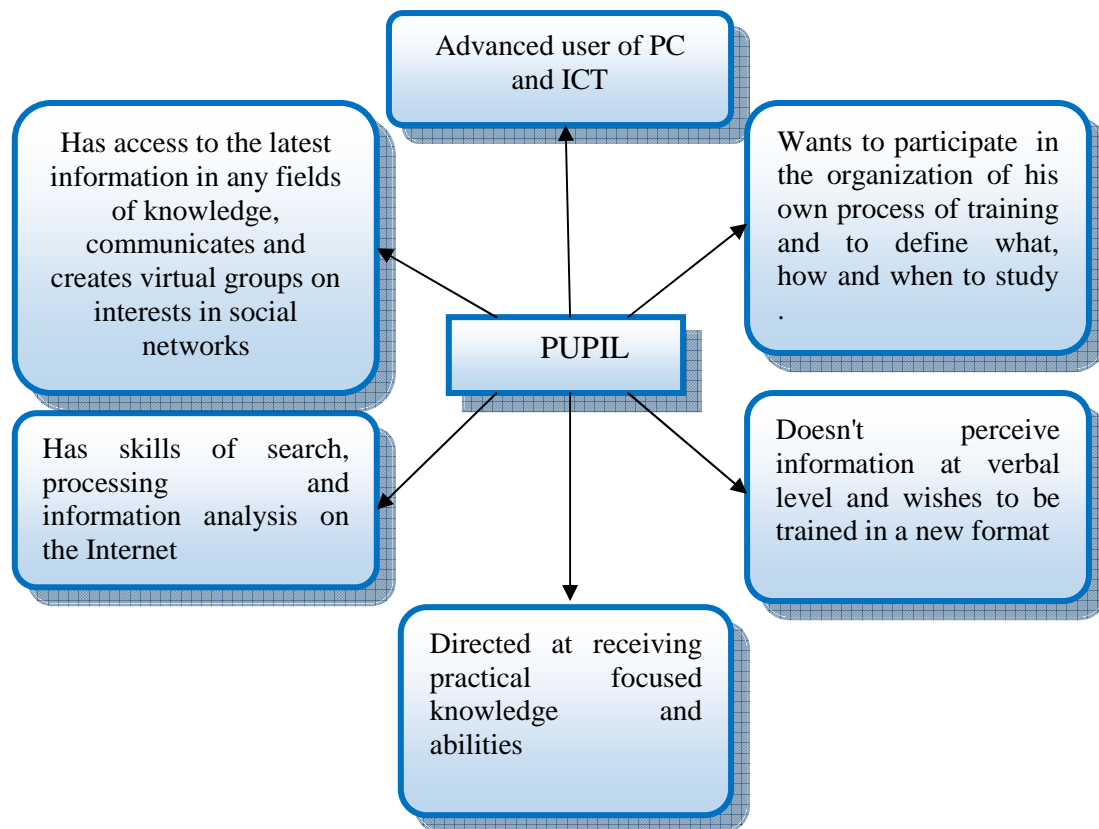 Advanced user of PC
and ICT
Has access to the latest
information in any fields
of knowledge,
communicates and
creates virtual groups on
interests in social
networks
Wants to participate in
the organization of his
own process of training
and to define what,
how and when to study
.
PUPIL
Has skills of search,
processing and
information analysis on
the Internet
Doesn't perceive
information at verbal
level and wishes to be
trained in a new format
Directed at receiving
practical focused
knowledge and
abilities